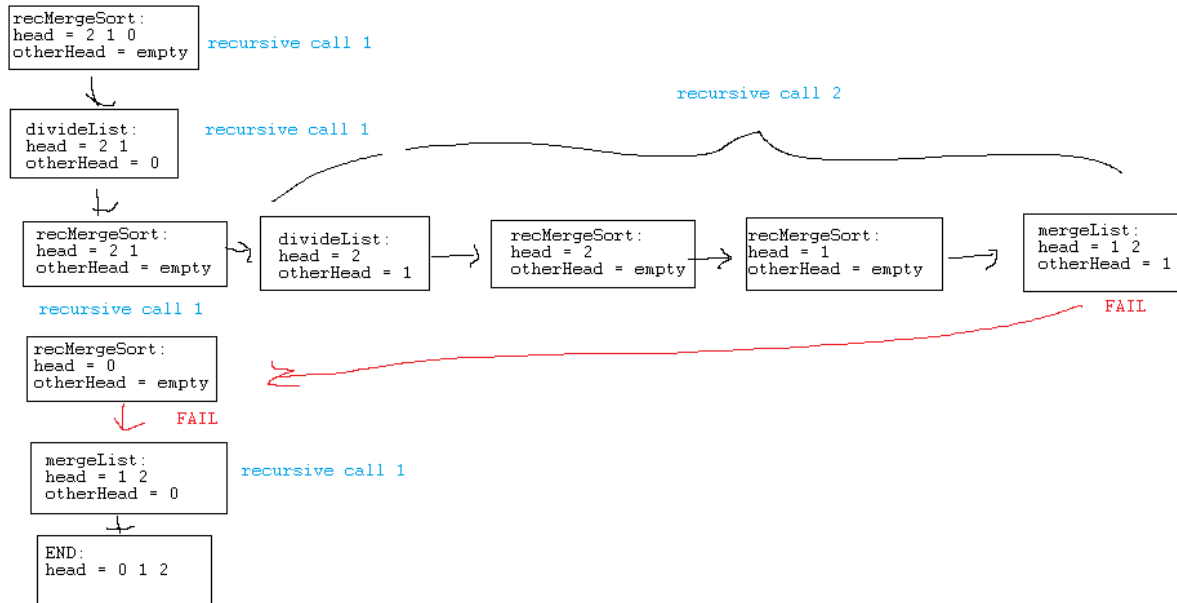 recMergeSort:
head = 2 1 0
otherHead = empty
recursive call 1
divideList:
head = 2 1
otherHead = 0
recursive call 1
recursive call 2
recMergeSort:
head = 2 1
otherHead = empty
divideList:
head = 2
otherHead = 1
recMergeSort:
head = 2
otherHead = empty
recMergeSort:
head = 1
otherHead = empty
mergeList:
head = 1 2
otherHead = 1
FAIL
recursive call 1
recMergeSort:
head = 0
otherHead = empty
FAIL
mergeList:
head = 1 2
otherHead = 0
recursive call 1
END:
head = 0 1 2